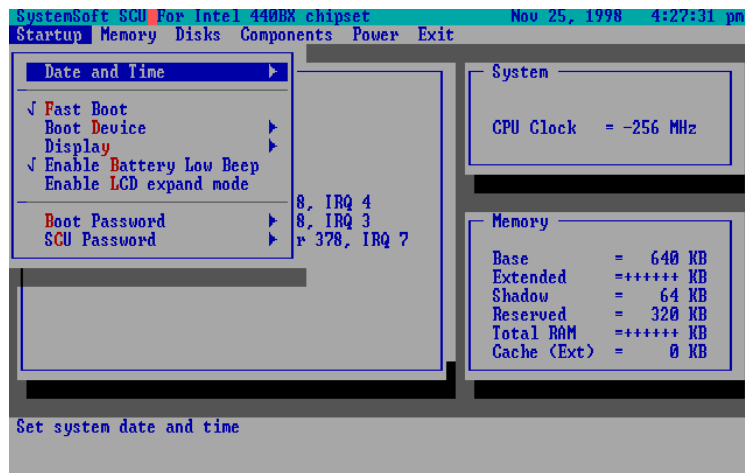 SystemSoft SCU For Intel 440BX chipset Nov 25, 1998 4:27:31 pm
Startup Memory Disks Components Power Exit
Date and Time ►
√ Fast Boot
Boot Device ►
Display ►
√ Enable Battery Low Beep
Enable LCD expand mode
Boot Password ►
SCU Password ►
8, IRQ 4
8, IRQ 3
r 378, IRQ 7
System
CPU Clock = -256 MHz
Memory
Base = 640 KB
Extended =++++++ KB
Shadow = 64 KB
Reserved = 320 KB
Total RAM =++++++ KB
Cache (Ext) = 0 KB
Set system date and time